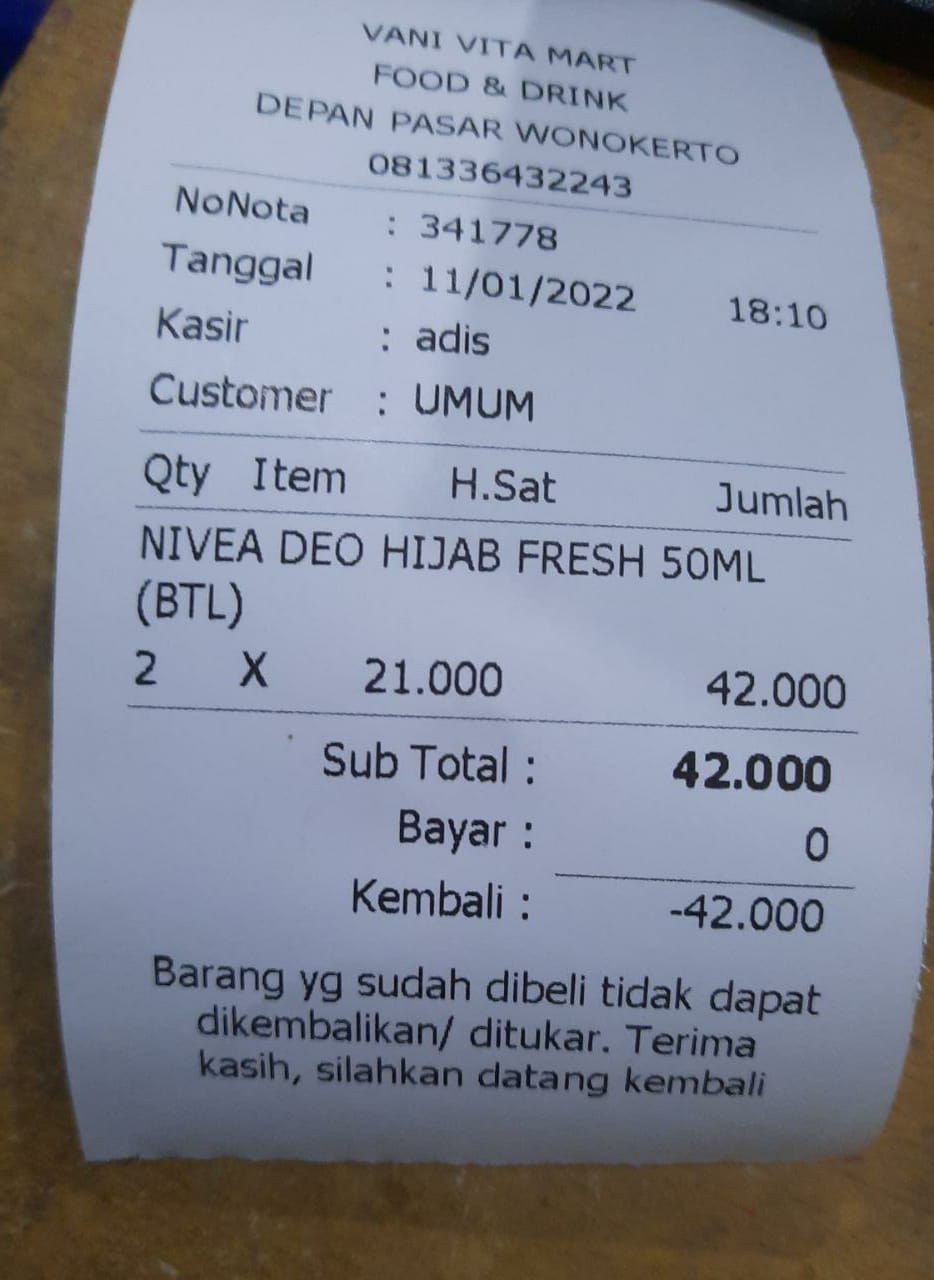 VANI VITA MART
FOOD & DRINK
DEPAN PASAR WONOKERTO
081336432243
NoNota : 341778
Tanggal : 11/01/2022 18:10
Kasir : adis
Customer : UMUM
Qty Item H.Sat Jumlah
NIVEA DEO HIJAB FRESH 50ML
(BTL)
2 X 21.000 42.000
Sub Total : 42.000
Bayar : 0
Kembali : -42.000
Barang yg sudah dibeli tidak dapat
dikembalikan/ ditukar. Terima
kasih, silahkan datang kembali